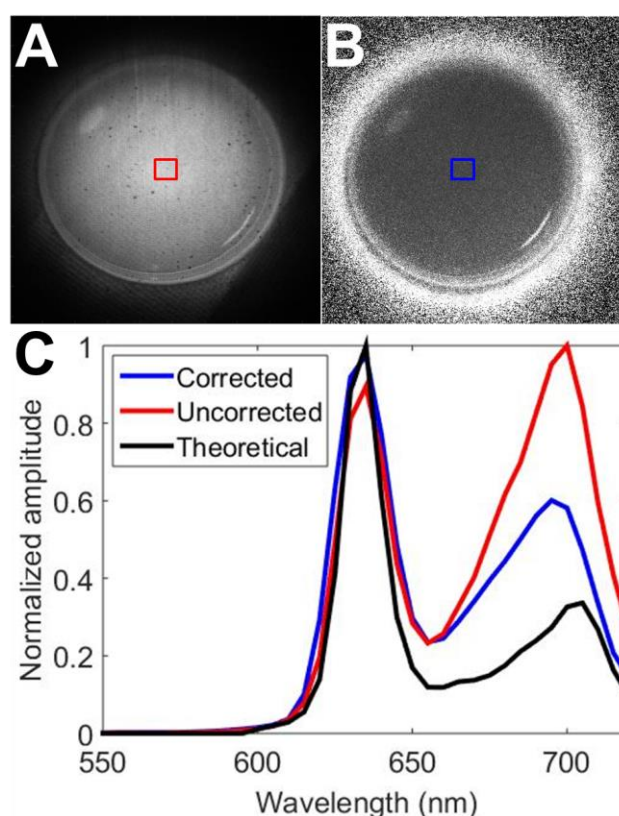 A
B
C
Corrected
Uncorrected
Theoretical
Normalized amplitude
0
0.2
0.4
0.6
0.8
1
550
600
650
700
Wavelength (nm)